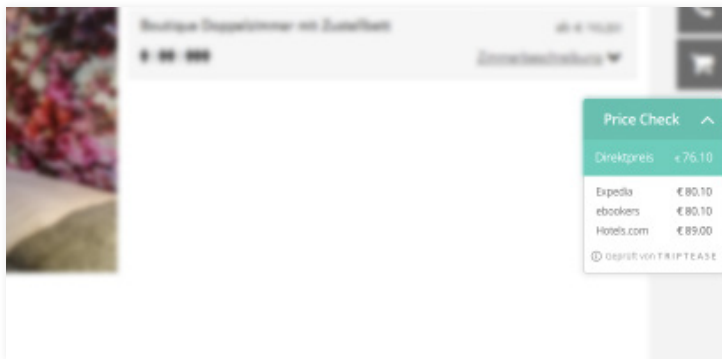 Boutique Doppelzimmer mit Zustellbett
Zimmerbeschreibung
Price Check
Direktpreis €76.10
Expedia €80.10
ebookers €80.10
Hotels.com €89.00
Geprüft von TRIPTEASE